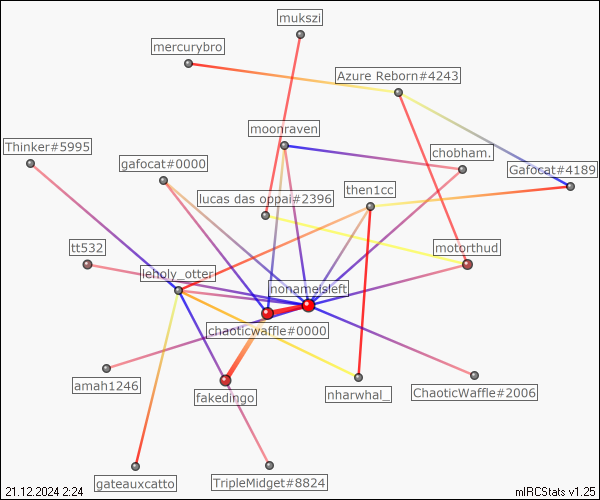 mukszi
mercurybro
Azure Reborn#4243
moonraven
Thinker#5995
chobham.
gafocat#0000
Gafocat#4189
then1cc
lucas das oppai#2396
tt532
motorthud
leholy_otter
nonameisleft
chaoticwaffle#0000
amah1246
fakedingo
nharwhal_
ChaoticWaffle#2006
gateauxcatto
TripleMidget#8824
21.12.2024 2:24
mIRCStats v1.25